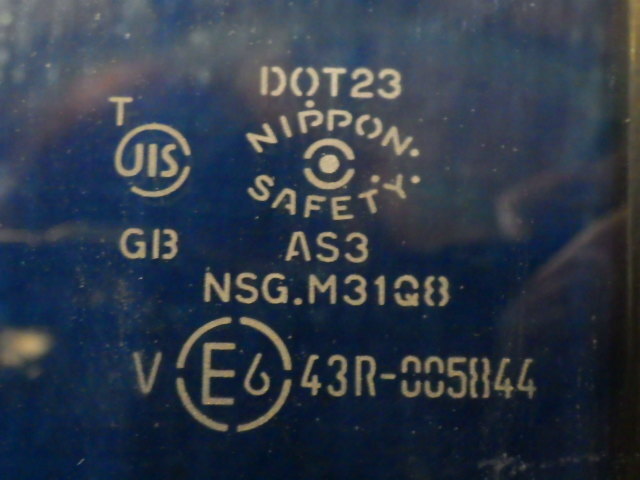 DOT23
T
NIPPON.
JIS
SAFETY.
GB
AS3
NSG.M31Q8
V E6 43R-005844